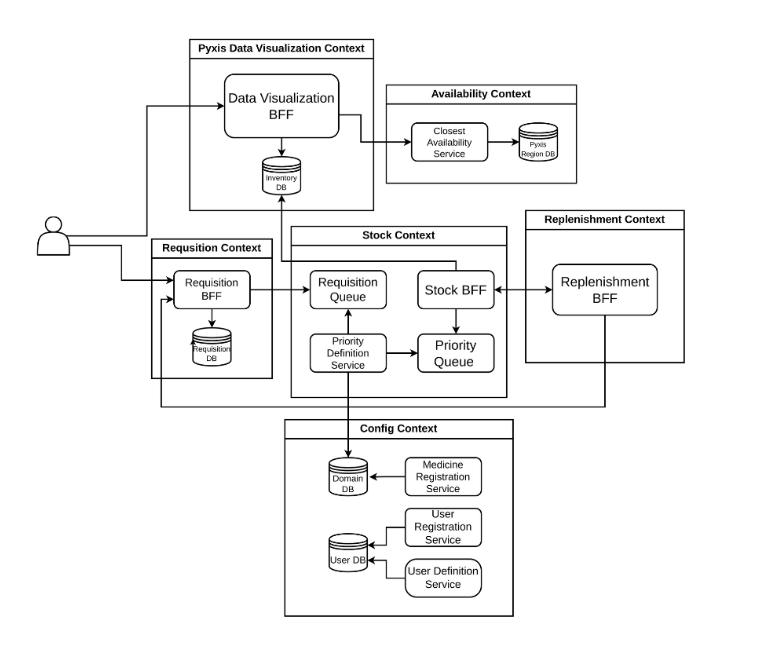 Pyxis Data Visualization Context
Data Visualization
BFF
Inventory
DB
Availability Context
Closest
Availability
Service
Pyxis
Region DB
Requsition Context
Requisition
BFF
Requisition
DB
Stock Context
Requisition
Queue
Stock BFF
Priority
Definition
Service
Priority
Queue
Replenishment Context
Replenishment
BFF
Config Context
Domain
DB
Medicine
Registration
Service
User
Registration
Service
User DB
User Definition
Service